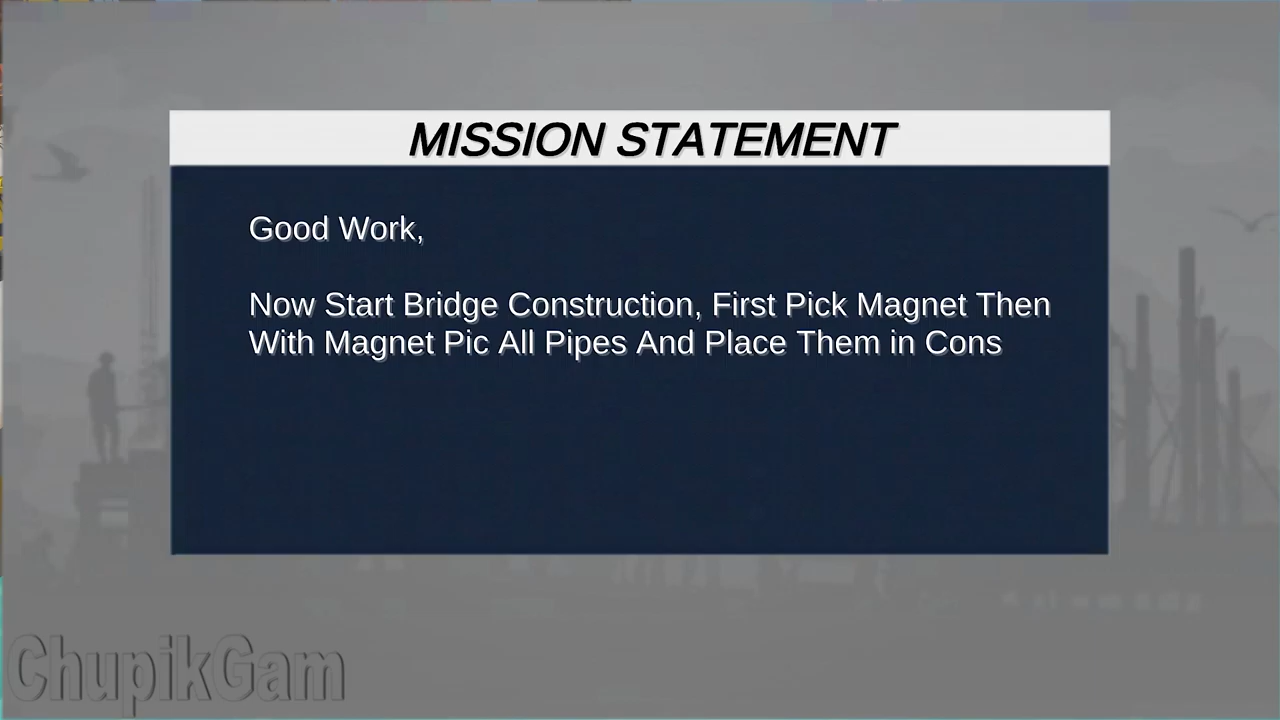 MISSION STATEMENT
Good Work,
Now Start Bridge Construction, First Pick Magnet Then
With Magnet Pic All Pipes And Place Them in Cons
ChupikGam